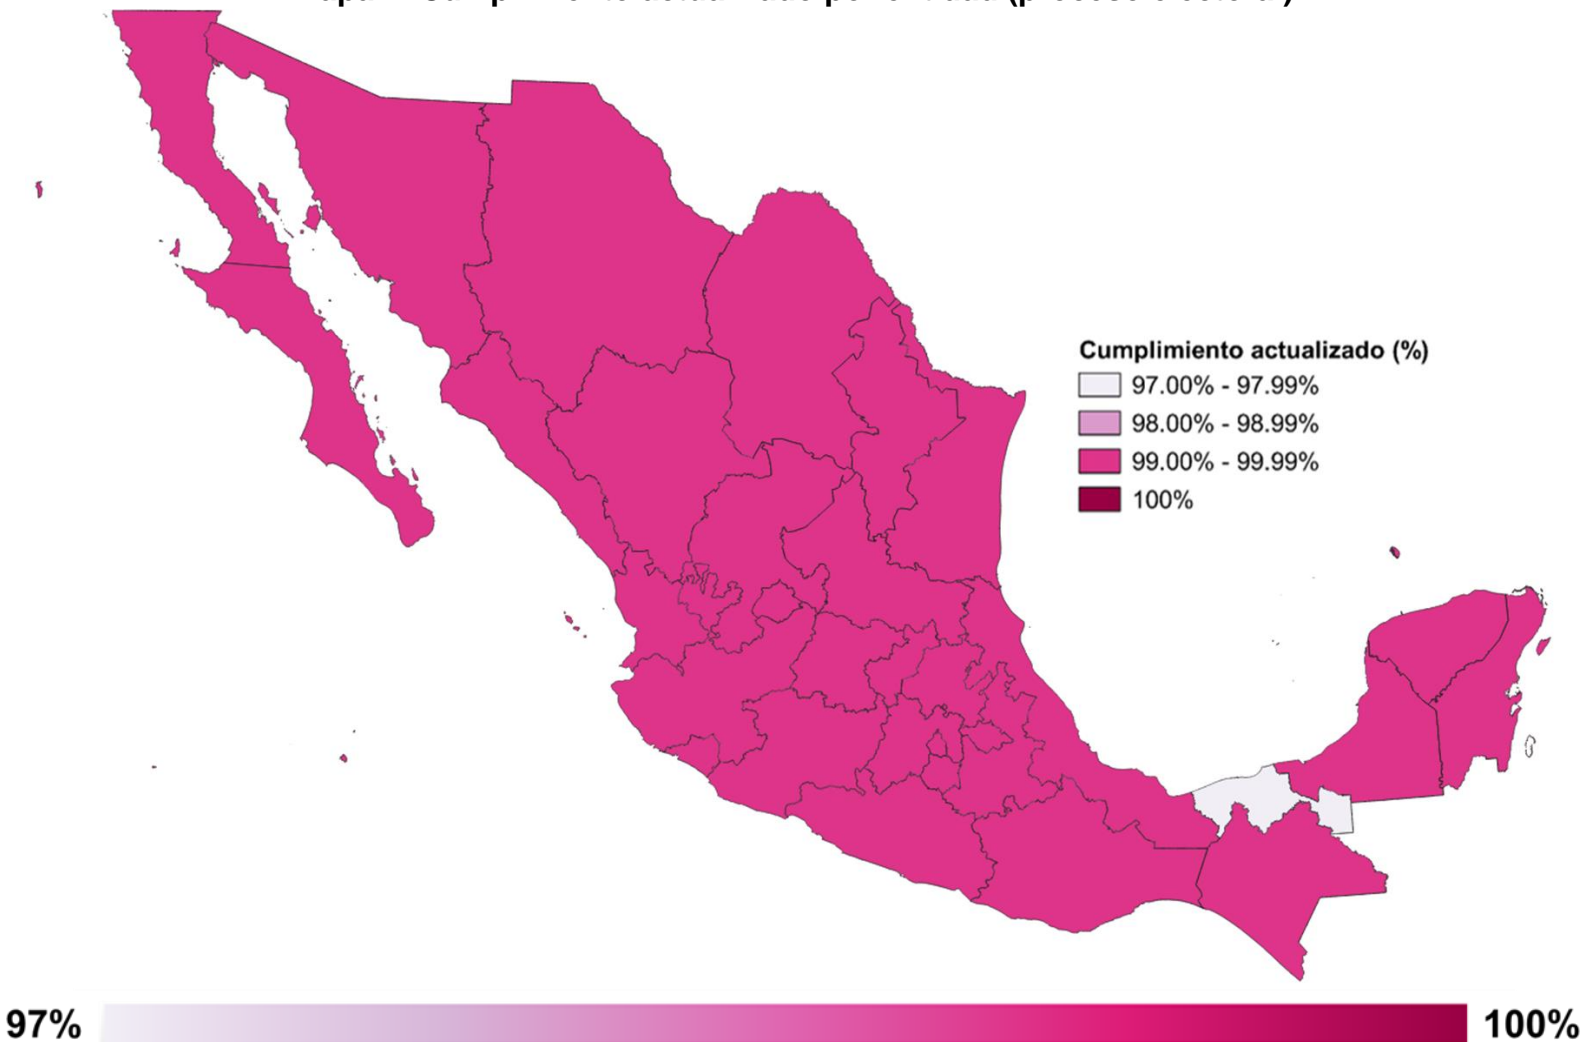 Cumplimiento actualizado (%)
97.00% - 97.99%
98.00% - 98.99%
99.00% - 99.99%
100%
97%
100%